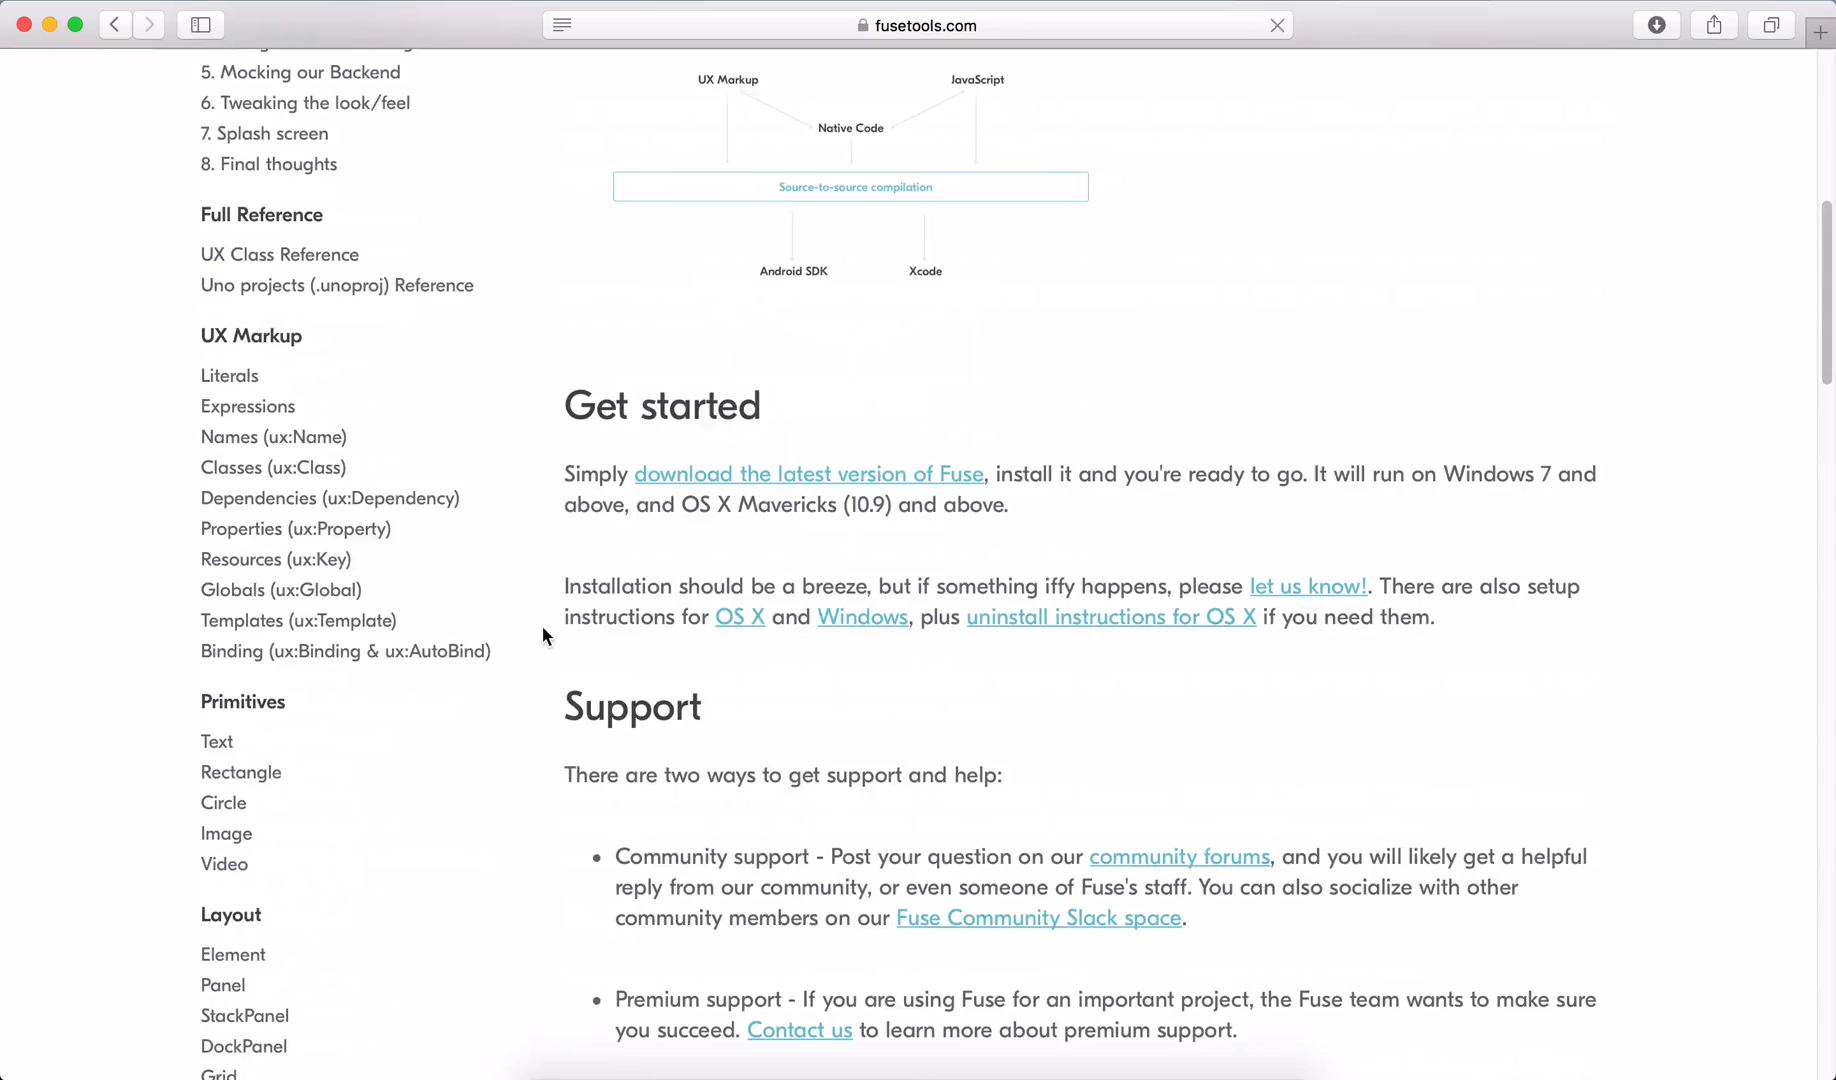 fusetools.com
5. Mocking our Backend
6. Tweaking the look/feel
7. Splash screen
8. Final thoughts
Full Reference
UX Class Reference
Uno projects (.unoproj) Reference
UX Markup
Literals
Expressions
Names (ux:Name)
Classes (ux:Class)
Dependencies (ux:Dependency)
Properties (ux:Property)
Resources (ux:Key)
Globals (ux:Global)
Templates (ux:Template)
Binding (ux:Binding & ux:AutoBind)
Primitives
Text
Rectangle
Circle
Image
Video
Layout
Element
Panel
StackPanel
DockPanel
Grid
UX Markup
JavaScript
Native Code
Source-to-source compilation
Android SDK
Xcode
Get started
Simply download the latest version of Fuse, install it and you're ready to go. It will run on Windows 7 and
above, and OS X Mavericks (10.9) and above.
Installation should be a breeze, but if something iffy happens, please let us know!. There are also setup
instructions for OS X and Windows, plus uninstall instructions for OS X if you need them.
Support
There are two ways to get support and help:
• Community support - Post your question on our community forums, and you will likely get a helpful
reply from our community, or even someone of Fuse's staff. You can also socialize with other
community members on our Fuse Community Slack space.
• Premium support - If you are using Fuse for an important project, the Fuse team wants to make sure
you succeed. Contact us to learn more about premium support.